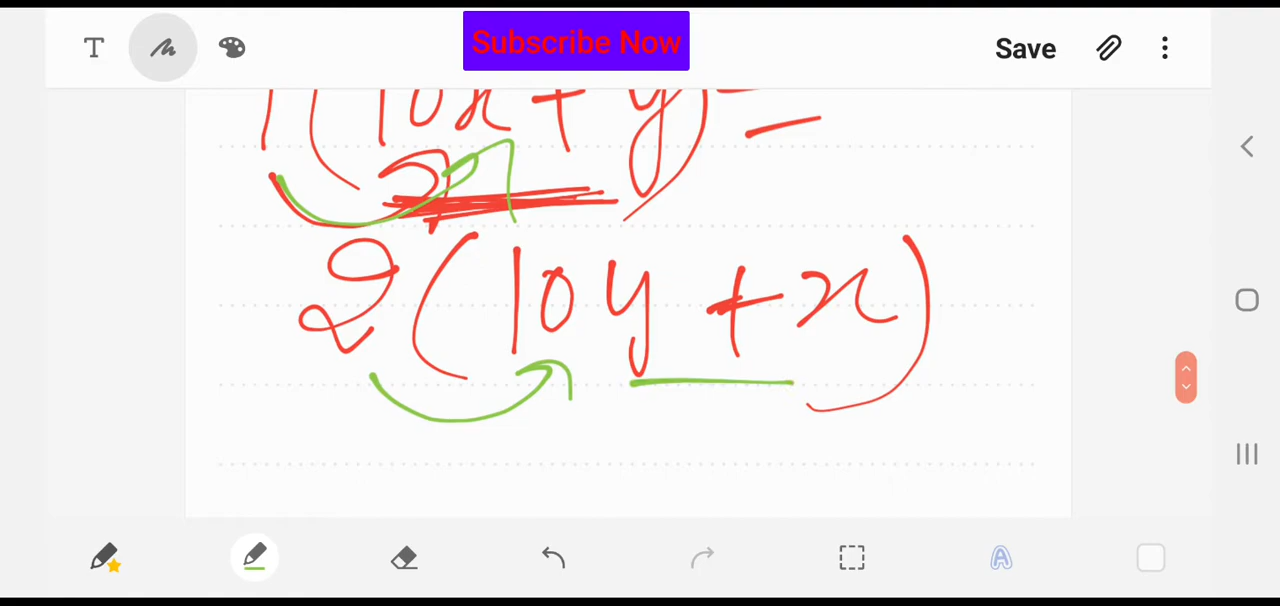 T
Subscribe Now
Save
(10x + y) =
2(10y + x)
A